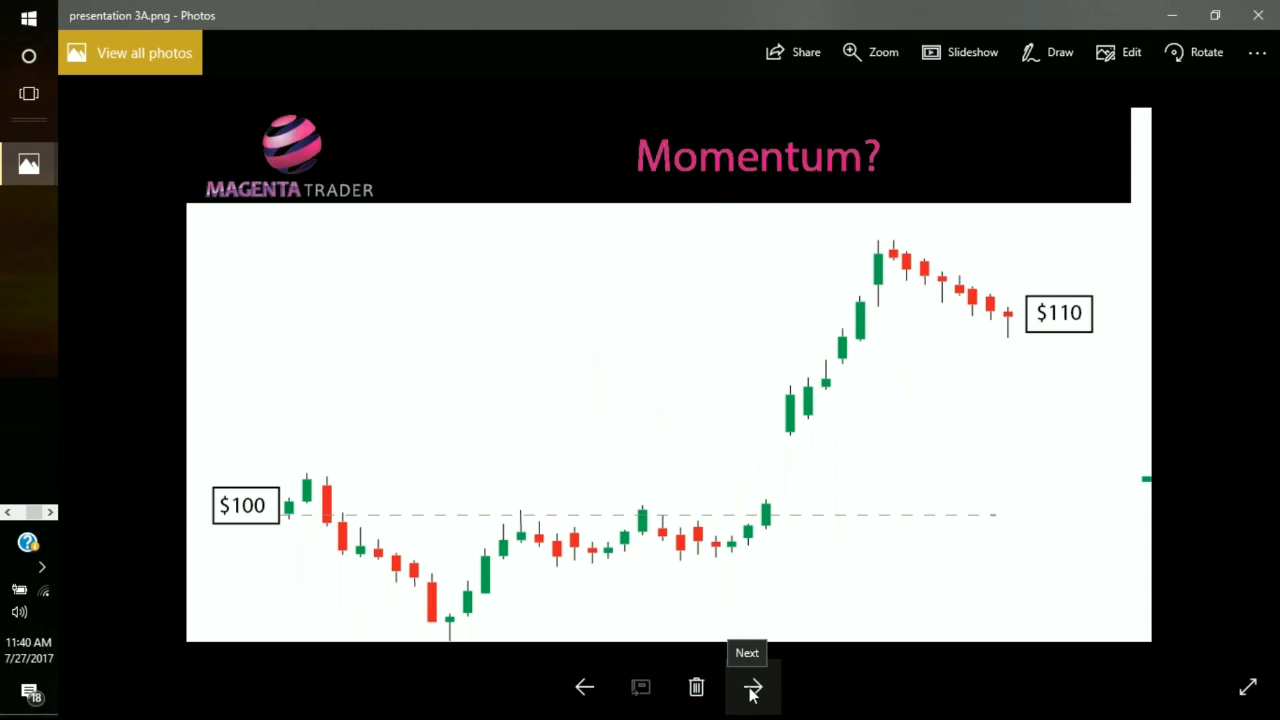 presentation 3A.png - Photos
View all photos
Share
Zoom
Slideshow
Draw
Edit
Rotate
MAGENTA TRADER
Momentum?
$110
$100
Next
11:40 AM
7/27/2017
18